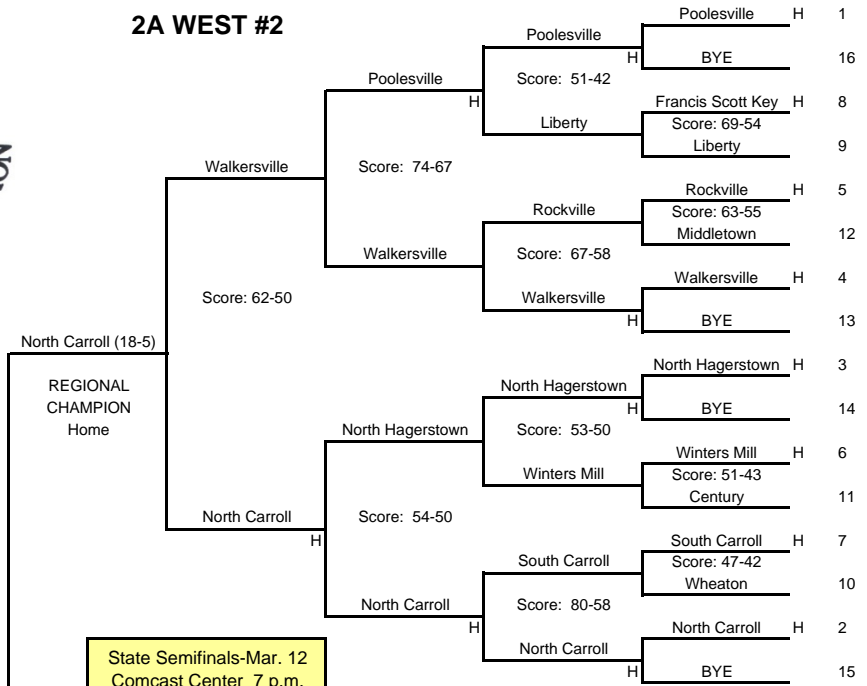 2A WEST #2
Poolesville H 1
Poolesville
H BYE 16
Poolesville Score: 51-42
H Francis Scott Key H 8
Liberty Score: 69-54
Liberty 9
Walkersville Score: 74-67
Rockville H 5
Rockville Score: 63-55
Middletown 12
Walkersville Score: 67-58
Walkersville H 4
Score: 62-50 Walkersville
H BYE 13
North Carroll (18-5)
North Hagerstown H 3
REGIONAL North Hagerstown
CHAMPION H BYE 14
Home North Hagerstown Score: 53-50
Winters Mill H 6
Winters Mill Score: 51-43
Century 11
North Carroll Score: 54-50
H South Carroll H 7
South Carroll Score: 47-42
Wheaton 10
North Carroll Score: 80-58
H North Carroll H 2
North Carroll
H BYE 15
State Semifinals-Mar. 12
Comcast Center 7 p.m.